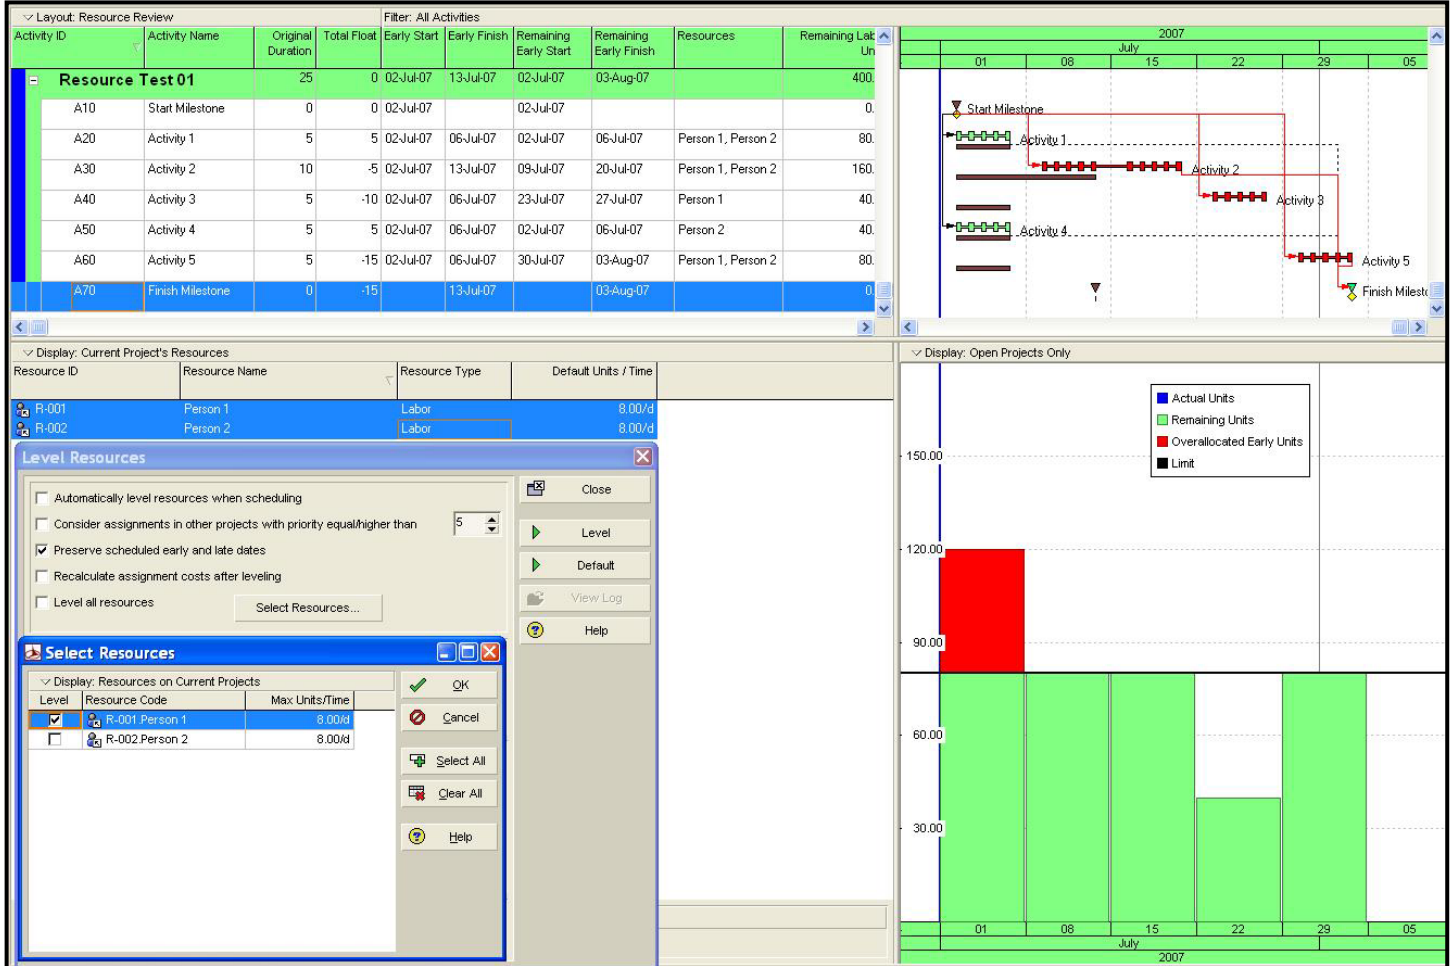 Layout: Resource Review Filter: All Activities
Activity ID Activity Name Original Duration Total Float Early Start Early Finish Remaining Early Start Remaining Early Finish Resources Remaining Lab Un
Resource Test 01 25 0 02-Jul-07 13-Jul-07 02-Jul-07 03-Aug-07 400.
A10 Start Milestone 0 0 02-Jul-07 02-Jul-07 0.
A20 Activity 1 5 5 02-Jul-07 06-Jul-07 02-Jul-07 06-Jul-07 Person 1, Person 2 80.
A30 Activity 2 10 -5 02-Jul-07 13-Jul-07 09-Jul-07 20-Jul-07 Person 1, Person 2 160.
A40 Activity 3 5 -10 02-Jul-07 06-Jul-07 23-Jul-07 27-Jul-07 Person 1 40.
A50 Activity 4 5 5 02-Jul-07 06-Jul-07 02-Jul-07 06-Jul-07 Person 2 40.
A60 Activity 5 5 -15 02-Jul-07 06-Jul-07 30-Jul-07 03-Aug-07 Person 1, Person 2 80.
A70 Finish Milestone 0 -15 13-Jul-07 03-Aug-07 0.
2007
July
01 08 15 22 29 05
Start Milestone
Activity 1
Activity 2
Activity 3
Activity 4
Activity 5
Finish Milest
Display: Current Project's Resources
Resource ID Resource Name Resource Type Default Units / Time
R-001 Person 1 Labor 8.00/d
R-002 Person 2 Labor 8.00/d
Level Resources
Automatically level resources when scheduling
Consider assignments in other projects with priority equal/higher than 5
Preserve scheduled early and late dates
Recalculate assignment costs after leveling
Level all resources Select Resources...
Close
Level
Default
View Log
Help
Select Resources
Display: Resources on Current Projects
Level Resource Code Max Units/Time
R-001.Person 1 8.00/d
R-002.Person 2 8.00/d
OK
Cancel
Select All
Clear All
Help
Display: Open Projects Only
Actual Units
Remaining Units
Overallocated Early Units
Limit
150.00
120.00
90.00
60.00
30.00
01 08 15 22 29 05
July
2007